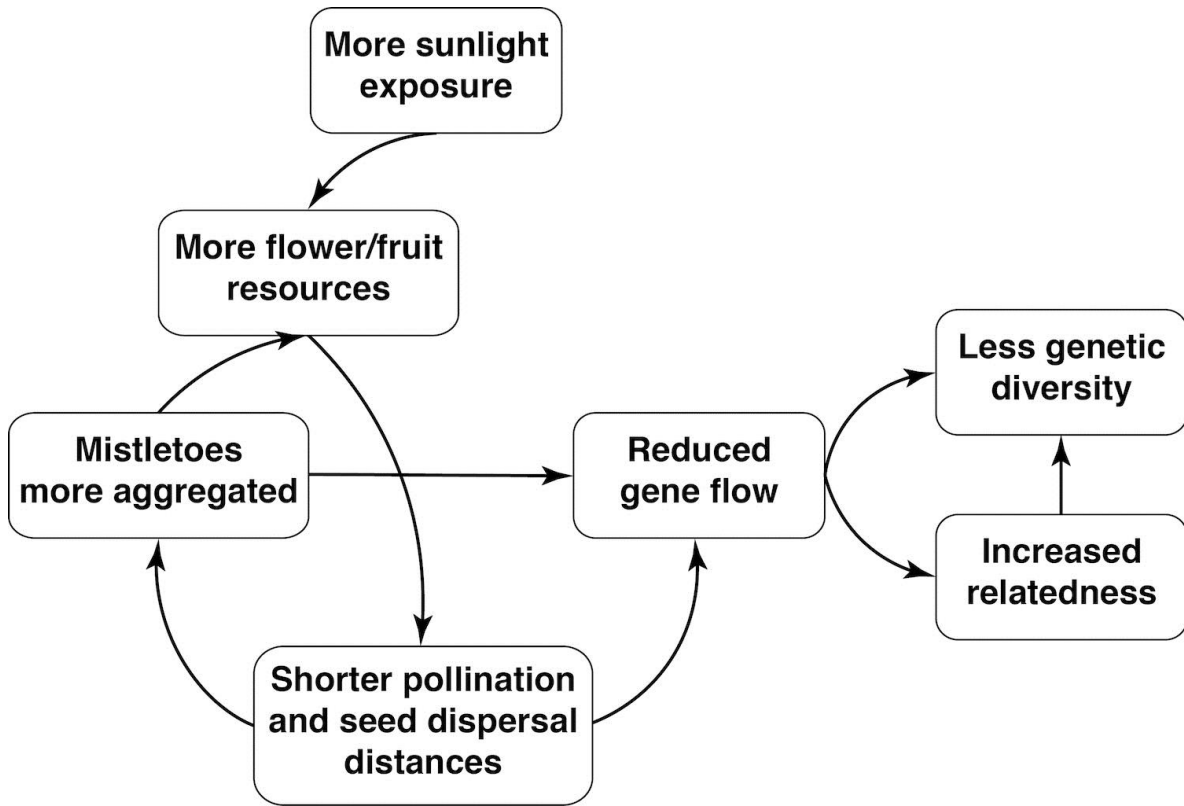 More sunlight
exposure
More flower/fruit
resources
Less genetic
diversity
Mistletoes
more aggregated
Reduced
gene flow
Increased
relatedness
Shorter pollination
and seed dispersal
distances